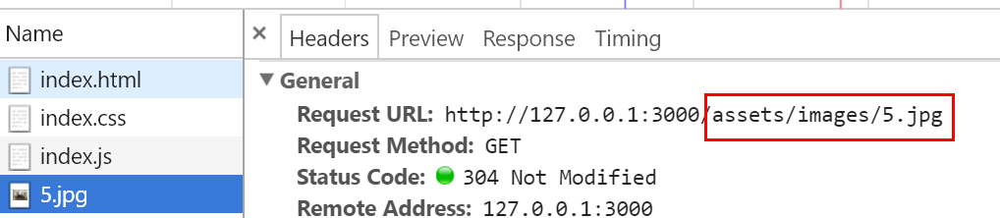 Name
index.html
index.css
index.js
5.jpg
× Headers Preview Response Timing
▼ General
Request URL: http://127.0.0.1:3000/assets/images/5.jpg
Request Method: GET
Status Code: 304 Not Modified
Remote Address: 127.0.0.1:3000